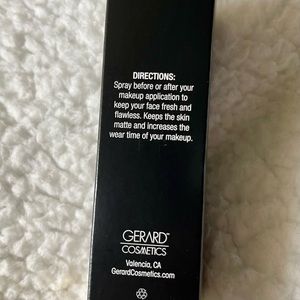 DIRECTIONS:
Spray before or after your
makeup application to
keep your face fresh and
flawless. Keeps the skin
matte and increases the
wear time of your makeup.
GERARD™
COSMETICS
Valencia, CA
GerardCosmetics.com